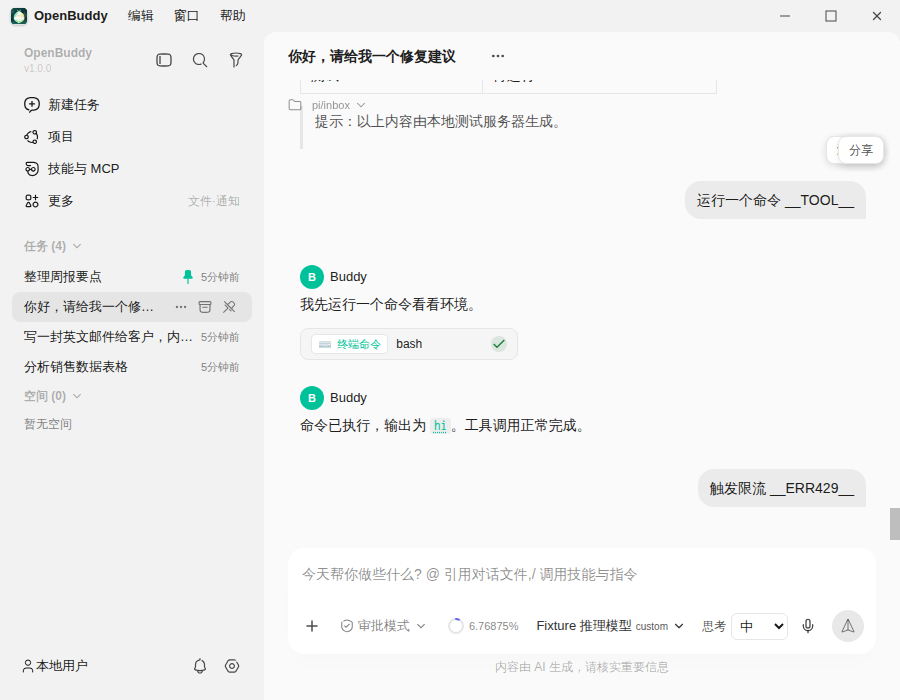 OpenBuddy 编辑 窗口 帮助
OpenBuddy
v1.0.0
新建任务
项目
技能与 MCP
更多 文件·通知
任务 (4)
整理周报要点 5分钟前
你好，请给我一个修…
写一封英文邮件给客户，内… 5分钟前
分析销售数据表格 5分钟前
空间 (0)
暂无空间
本地用户
你好，请给我一个修复建议
pi/inbox
提示：以上内容由本地测试服务器生成。
分享
运行一个命令 __TOOL__
B Buddy
我先运行一个命令看看环境。
终端命令 bash
B Buddy
命令已执行，输出为 hi。工具调用正常完成。
触发限流 __ERR429__
今天帮你做些什么? @ 引用对话文件,/ 调用技能与指令
审批模式 6.76875% Fixture 推理模型 custom 思考 中
内容由 AI 生成，请核实重要信息